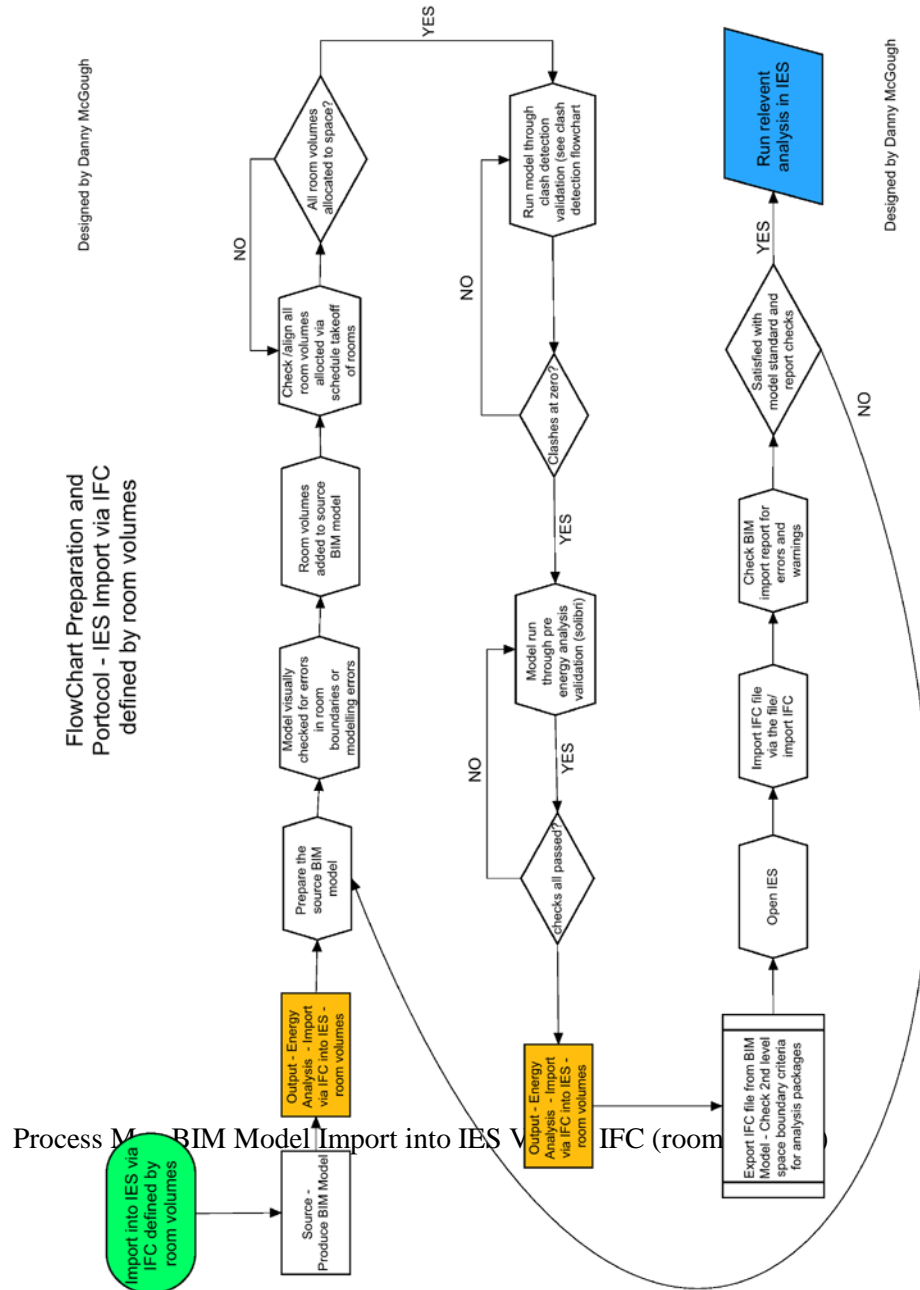 FlowChart Preparation and
Portocol - IES Import via IFC
defined by room volumes
Designed by Danny McGough
Import into IES via
IFC defined by
room volumes
Source -
Produce BIM Model
Output - Energy
Analysis - Import
via IFC into IES -
room volumes
Prepare the
source BIM
model
Model visually
checked for errors
in room
boundaries or
modelling errors
Room volumes
added to source
BIM model
Check /align all
room volumes
allocted via
schedule takeoff
of rooms
NO
All room volumes
allocated to space?
YES
Run model through
clash detection
validation (see clash
detection flowchart)
NO
Clashes at zero?
YES
Model run
through pre
energy analysis
validation (solibri)
NO
YES
checks all passed?
Output - Energy
Analysis - Import
via IFC into IES -
room volumes
Export IFC file from BIM
Model - Check 2nd level
space boundary criteria
for analysis packages
Open IES
Import IFC file
via the file/
import IFC
Check BIM
import report for
errors and
warnings
Satisfied with
model standard and
report checks
YES
NO
Run relevent
analysis in IES
Designed by Danny McGough
Process BIM Model Import into IES IFC (room